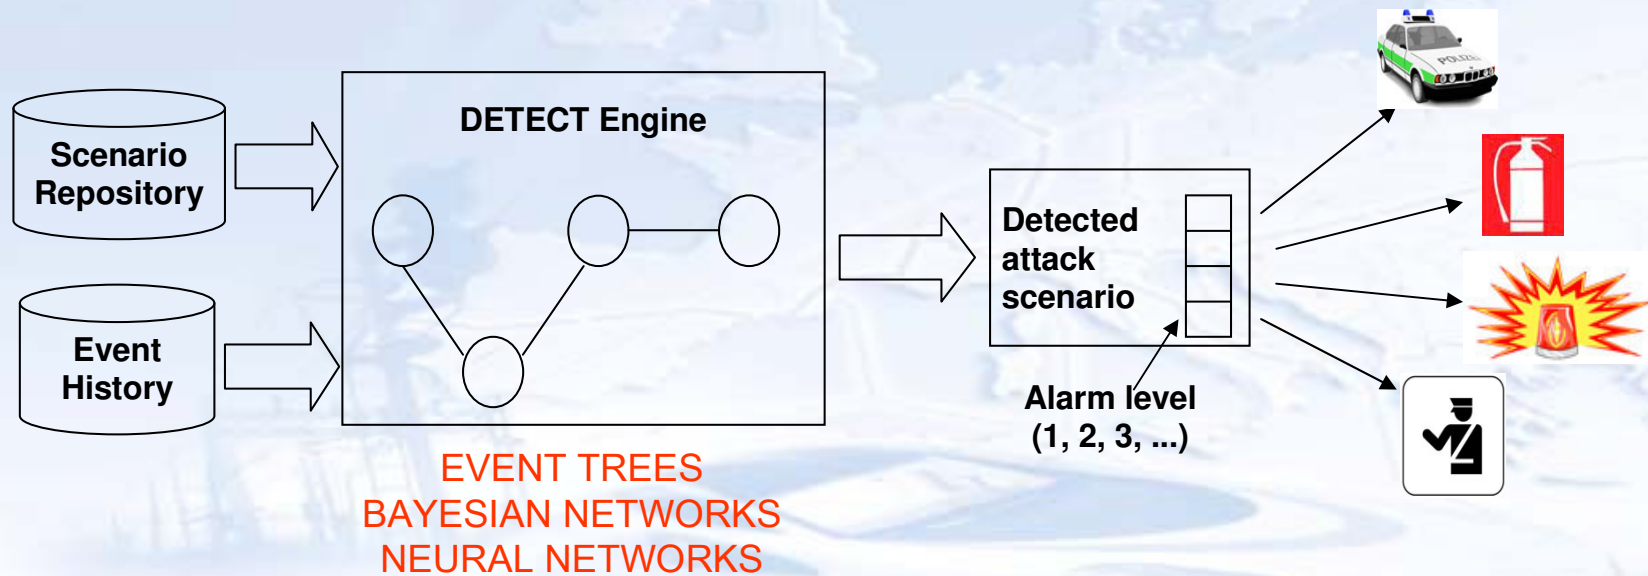 DETECT Engine
Scenario
Repository
Event
History
EVENT TREES
BAYESIAN NETWORKS
NEURAL NETWORKS
Detected
attack
scenario
Alarm level
(1, 2, 3, ...)
POLIZEI